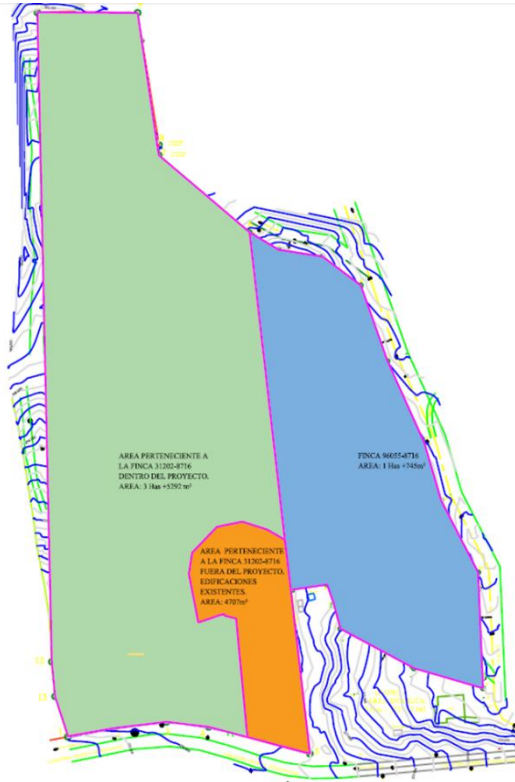 AREA PERTENECIENTE A
LA FINCA 31202-8716
DENTRO DEL PROYECTO.
AREA: 3 Has +5292 m²
FINCA 96055-8716
AREA: 1 Has +745m²
AREA PERTENECIENTE
A LA FINCA 31202-8716
FUERA DEL PROYECTO.
EDIFICACIONES
EXISTENTES.
AREA: 4707m²